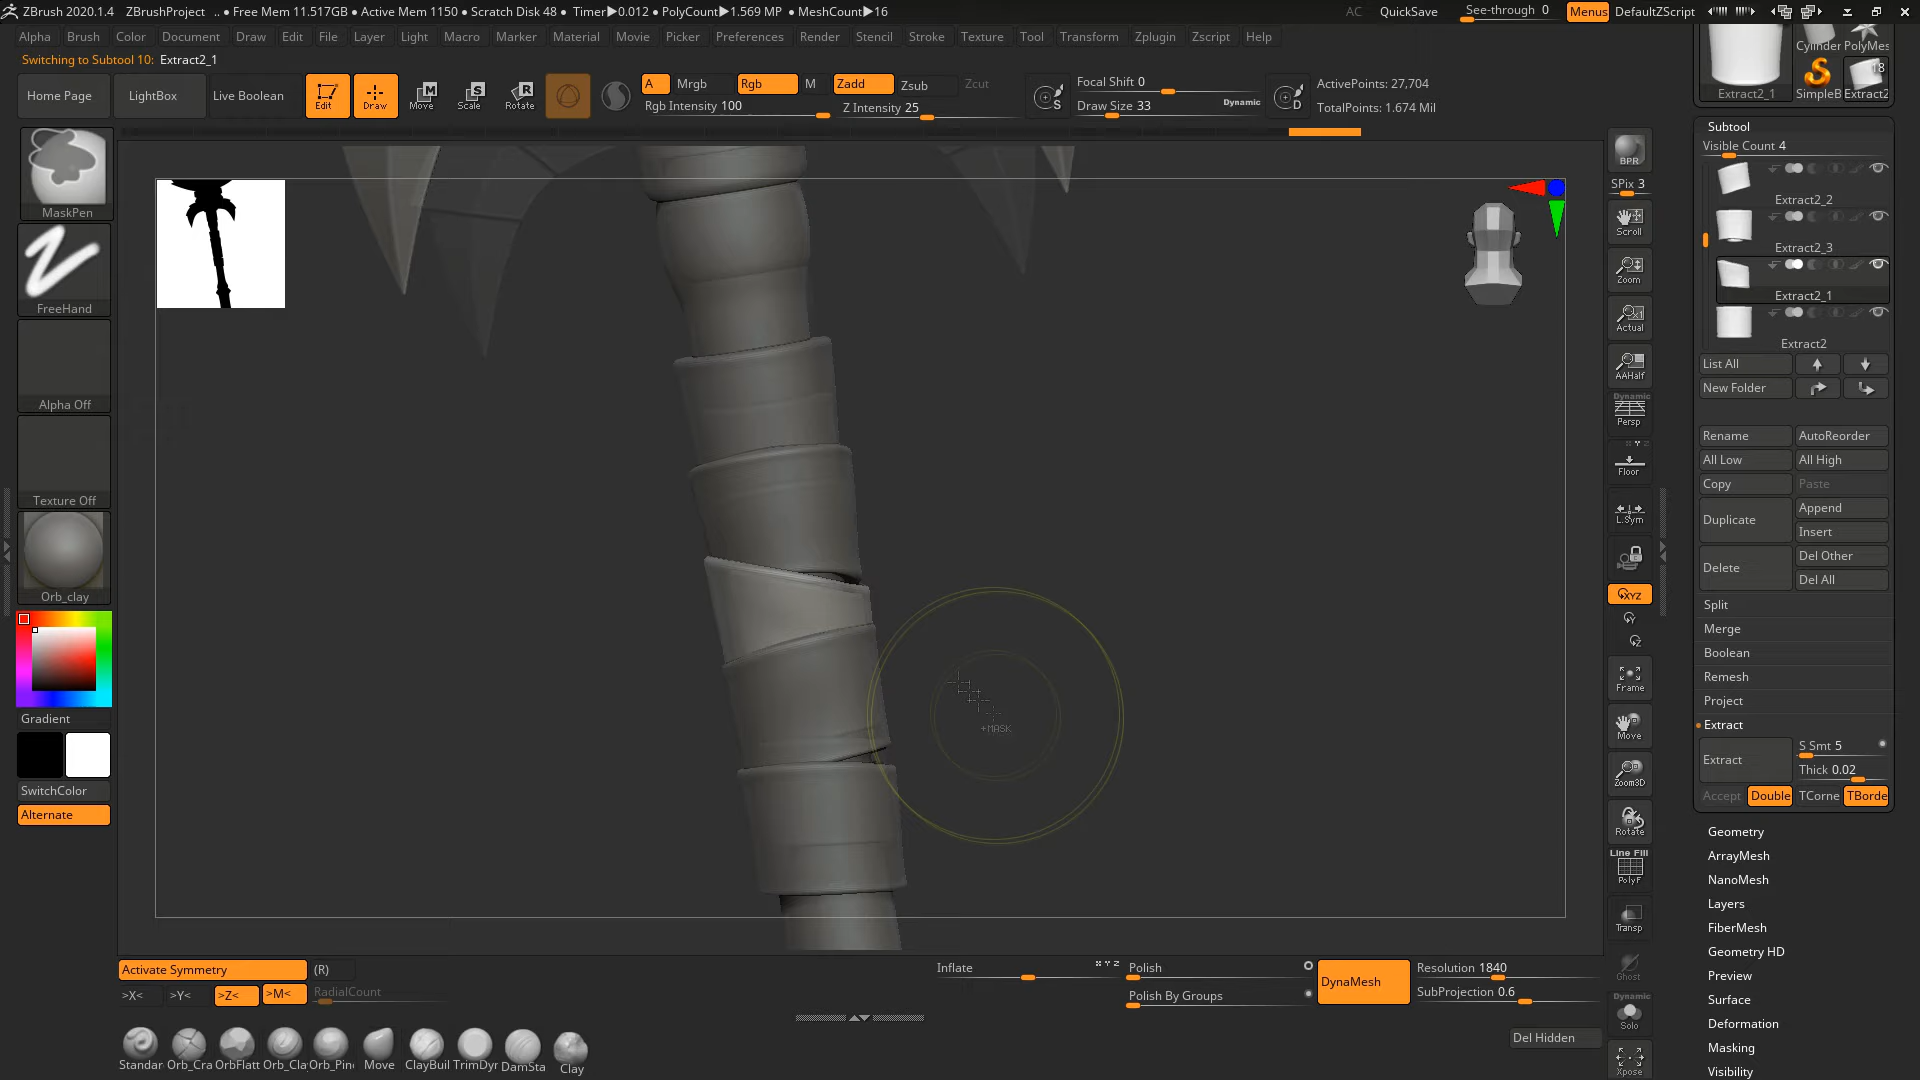 ZBrush 2020.1.4 ZBrushProject .. • Free Mem 11.517GB • Active Mem 1150 • Scratch Disk 48 • Timer▶0.012 • PolyCount▶1.569 MP • MeshCount▶16 AC QuickSave See-through 0 Menus DefaultZScript
Alpha Brush Color Document Draw Edit File Layer Light Macro Marker Material Movie Picker Preferences Render Stencil Stroke Texture Tool Transform Zplugin Zscript Help
Switching to Subtool 10: Extract2_1
Home Page LightBox Live Boolean Edit Draw Move Scale Rotate
A Mrgb Rgb M Zadd Zsub Zcut
Rgb Intensity 100 Z Intensity 25
S Focal Shift 0
Draw Size 33 Dynamic D
ActivePoints: 27,704
TotalPoints: 1.674 Mil
MaskPen
FreeHand
Alpha Off
Texture Off
Orb_clay
Gradient
SwitchColor
Alternate
+MASK
BPR
SPix 3
Scroll
Zoom
Actual
AAHalf
Dynamic
Persp
Floor
L.Sym
XYZ
Y
Z
Frame
Move
Zoom3D
Rotate
Line Fill
PolyF
Transp
Ghost
Dynamic
Solo
Xpose
Cylinder PolyMes
18
Extract2_1 SimpleB Extract2
Subtool
Visible Count 4
Extract2_2
Extract2_3
Extract2_1
Extract2
List All
New Folder
Rename AutoReorder
All Low All High
Copy Paste
Duplicate Append
Insert
Delete Del Other
Del All
Split
Merge
Boolean
Remesh
Project
Extract
Extract S Smt 5
Thick 0.02
Accept Double TCorne TBorde
Geometry
ArrayMesh
NanoMesh
Layers
FiberMesh
Geometry HD
Preview
Surface
Deformation
Masking
Visibility
Activate Symmetry (R)
>X< >Y< >Z< >M< RadialCount
Inflate X Y Z Polish
Polish By Groups
DynaMesh Resolution 1840
SubProjection 0.6
Del Hidden
Standar Orb_Cra OrbFlatt Orb_Cla Orb_Pin Move ClayBuil TrimDyr DamSta Clay